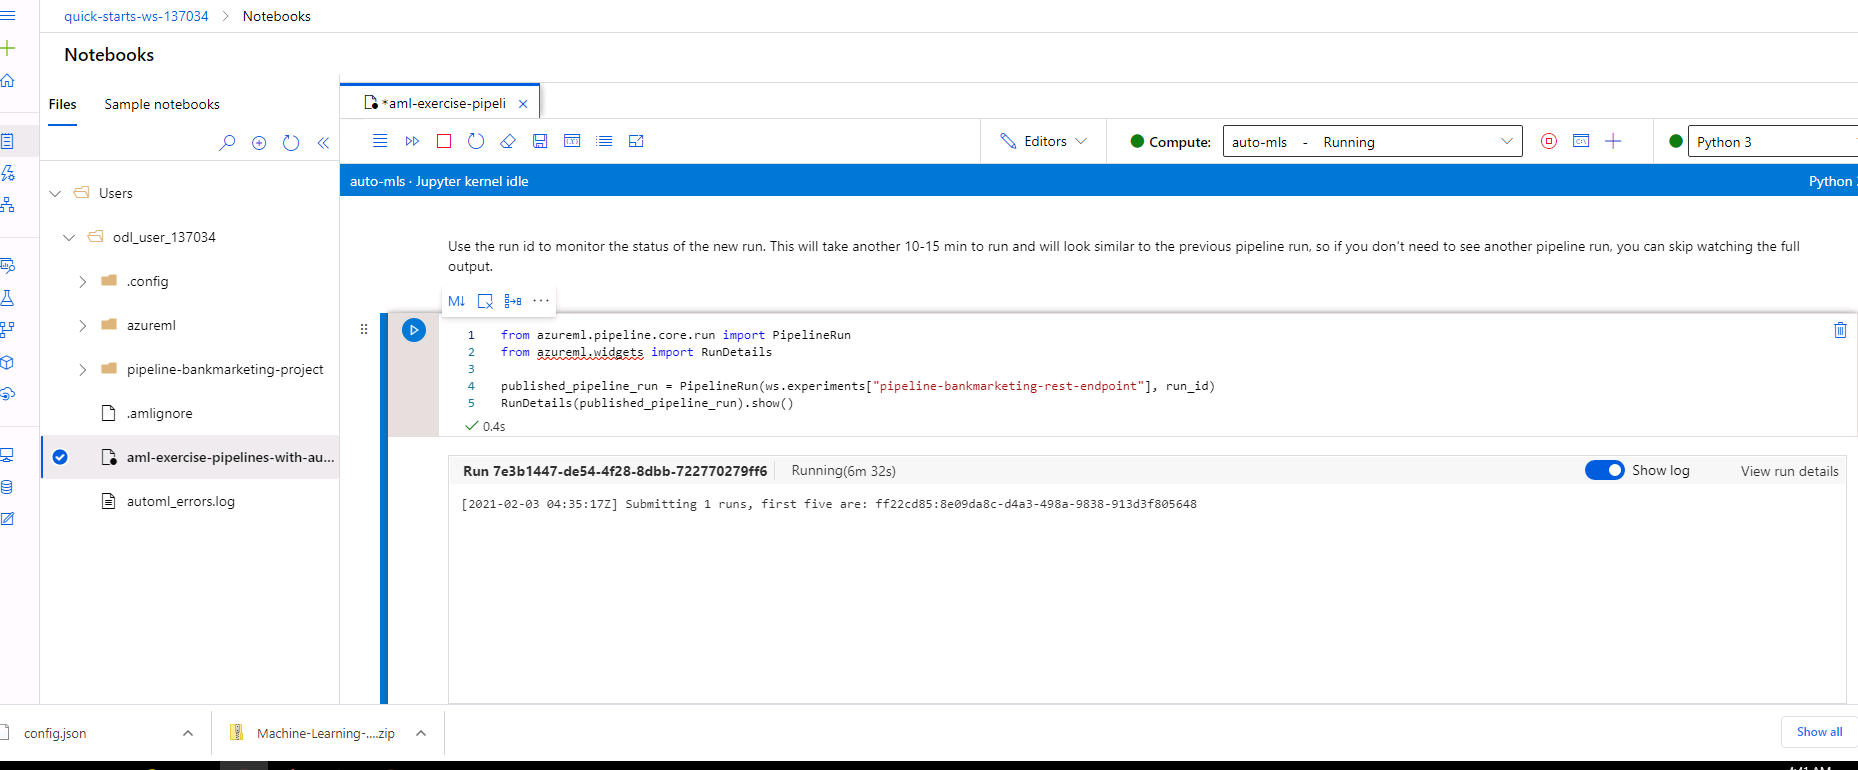 quick-starts-ws-137034 > Notebooks
Notebooks
Files Sample notebooks
*aml-exercise-pipeli
Editors
Compute: auto-mls - Running
Python 3
auto-mls · Jupyter kernel idle
Python
Users
odl_user_137034
.config
azureml
pipeline-bankmarketing-project
.amlignore
aml-exercise-pipelines-with-au...
automl_errors.log
Use the run id to monitor the status of the new run. This will take another 10-15 min to run and will look similar to the previous pipeline run, so if you don't need to see another pipeline run, you can skip watching the full
output.
M↓ ...
1 from azureml.pipeline.core.run import PipelineRun
2 from azureml.widgets import RunDetails
3
4 published_pipeline_run = PipelineRun(ws.experiments["pipeline-bankmarketing-rest-endpoint"], run_id)
5 RunDetails(published_pipeline_run).show()
0.4s
Run 7e3b1447-de54-4f28-8dbb-722770279ff6 Running(6m 32s) Show log View run details
[2021-02-03 04:35:17Z] Submitting 1 runs, first five are: ff22cd85:8e09da8c-d4a3-498a-9838-913d3f805648
config.json
Machine-Learning-....zip
Show all